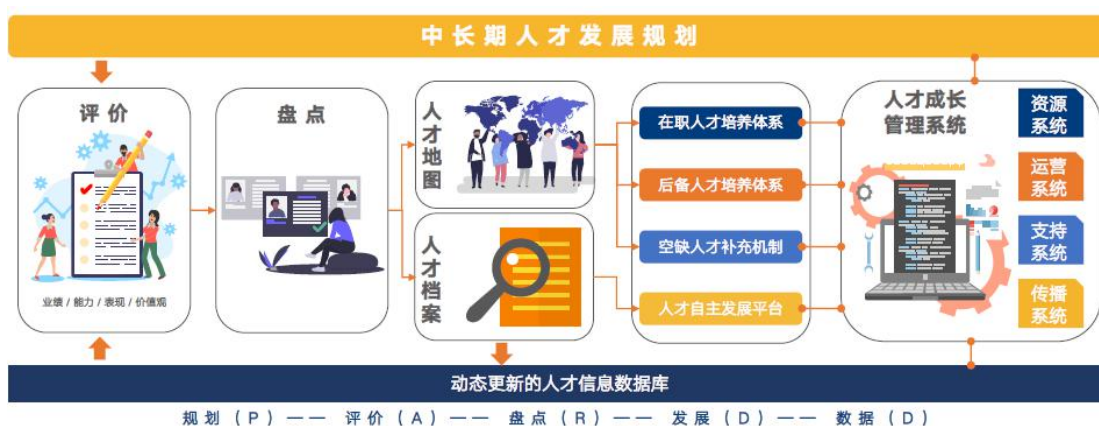 中长期人才发展规划
评价
业绩 / 能力 / 表现 / 价值观
盘点
人才地图
人才档案
在职人才培养体系
后备人才培养体系
空缺人才补充机制
人才自主发展平台
人才成长
管理系统
资源
系统
运营
系统
支持
系统
传播
系统
动态更新的人才信息数据库
规划（P）—— 评价（A）—— 盘点（R）—— 发展（D）—— 数据（D）